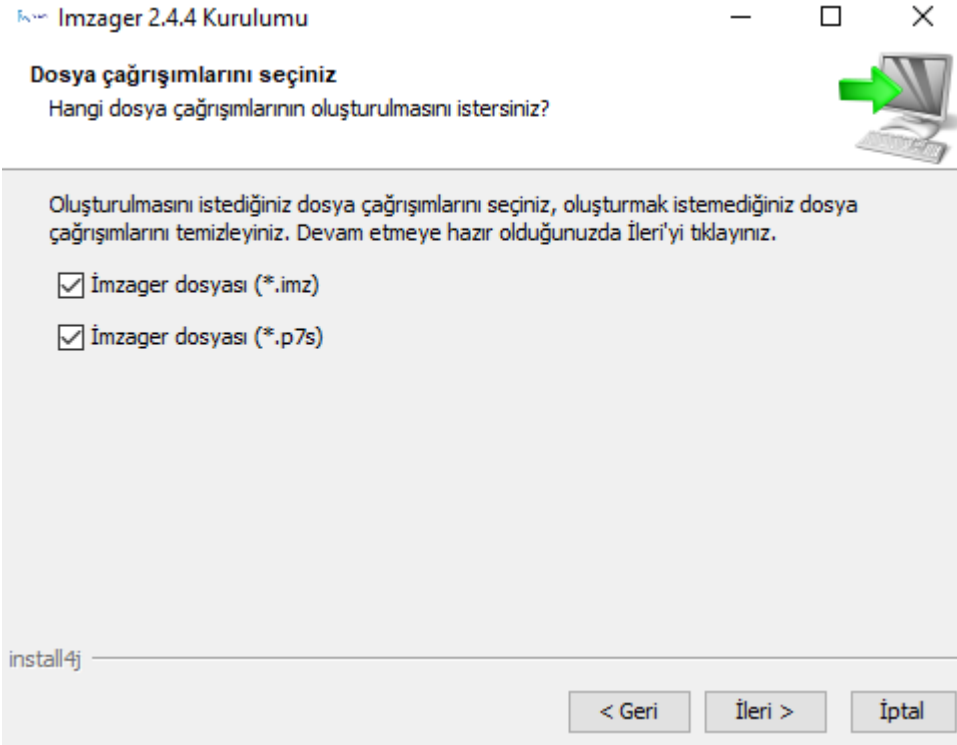 Imzager 2.4.4 Kurulumu
Dosya çağrışımlarını seçiniz
Hangi dosya çağrışımlarının oluşturulmasını istersiniz?
Oluşturulmasını istediğiniz dosya çağrışımlarını seçiniz, oluşturmak istemediğiniz dosya
çağrışımlarını temizleyiniz. Devam etmeye hazır olduğunuzda İleri'yi tıklayınız.
İmzager dosyası (*.imz)
İmzager dosyası (*.p7s)
install4j
< Geri
İleri >
İptal